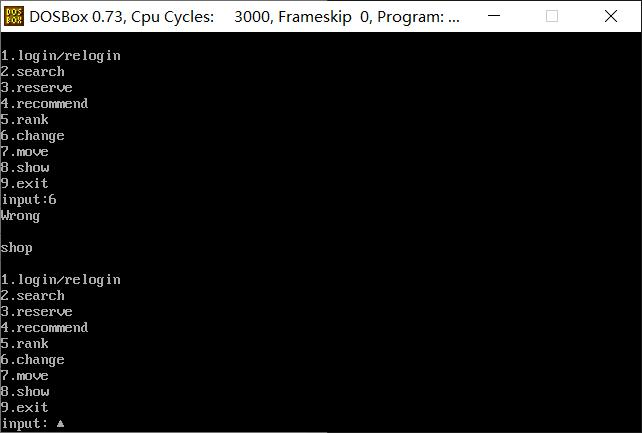 DOS BOX DOSBox 0.73, Cpu Cycles: 3000, Frameskip 0, Program: ...
1.login/relogin
2.search
3.reserve
4.recommend
5.rank
6.change
7.move
8.show
9.exit
input:6
Wrong
shop
1.login/relogin
2.search
3.reserve
4.recommend
5.rank
6.change
7.move
8.show
9.exit
input: ▲